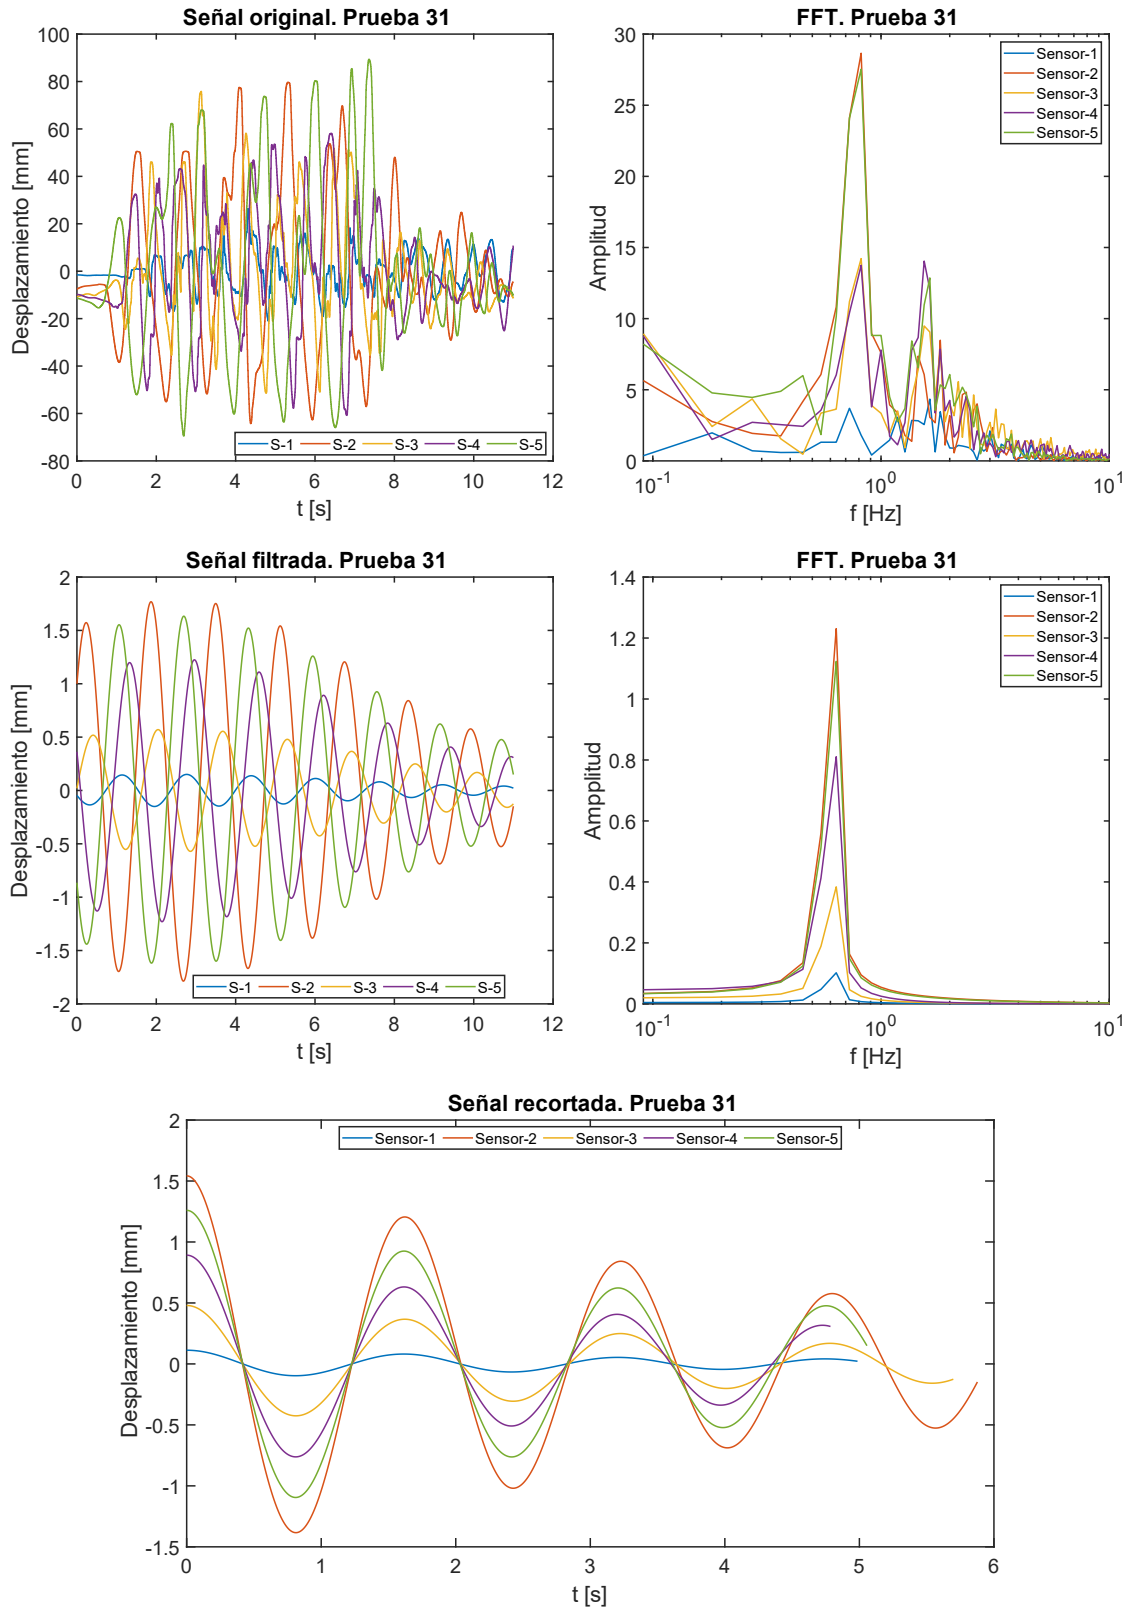 Señal original. Prueba 31
Desplazamiento [mm]
100
80
60
40
20
0
-20
-40
-60
-80
0 2 4 6 8 10 12
t [s]
S-1 S-2 S-3 S-4 S-5
FFT. Prueba 31
Amplitud
30
25
20
15
10
5
0
10-1 100 101
f [Hz]
Sensor-1
Sensor-2
Sensor-3
Sensor-4
Sensor-5
Señal filtrada. Prueba 31
Desplazamiento [mm]
2
1.5
1
0.5
0
-0.5
-1
-1.5
-2
0 2 4 6 8 10 12
t [s]
S-1 S-2 S-3 S-4 S-5
FFT. Prueba 31
Ampplitud
1.4
1.2
1
0.8
0.6
0.4
0.2
0
10-1 100 101
f [Hz]
Sensor-1
Sensor-2
Sensor-3
Sensor-4
Sensor-5
Señal recortada. Prueba 31
Sensor-1 Sensor-2 Sensor-3 Sensor-4 Sensor-5
Desplazamiento [mm]
2
1.5
1
0.5
0
-0.5
-1
-1.5
0 1 2 3 4 5 6
t [s]